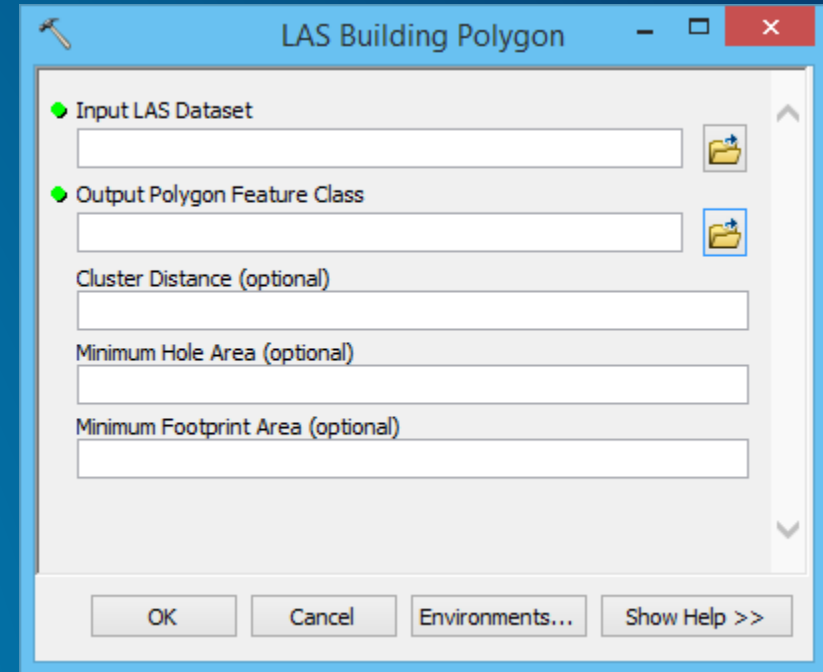 LAS Building Polygon
Input LAS Dataset
Output Polygon Feature Class
Cluster Distance (optional)
Minimum Hole Area (optional)
Minimum Footprint Area (optional)
OK Cancel Environments... Show Help >>